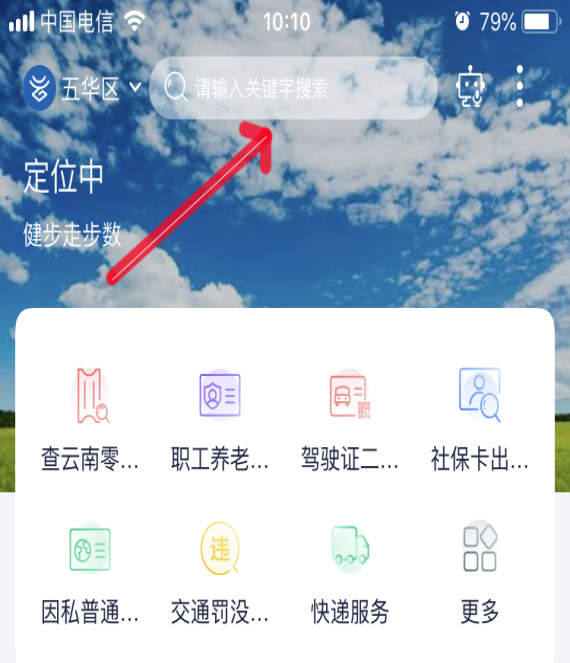 中国电信 10:10 79%
五华区 请输入关键字搜索
定位中
健步走步数
查云南零... 职工养老... 驾驶证二... 社保卡出...
违
因私普通... 交通罚没... 快递服务 更多